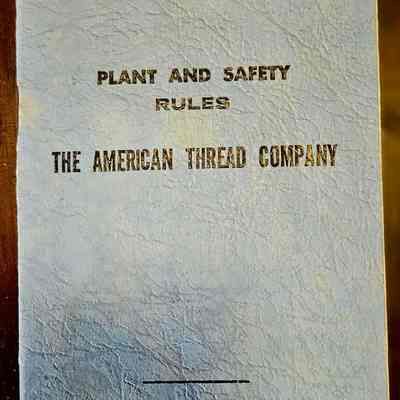 PLANT AND SAFETY
RULES
THE AMERICAN THREAD COMPANY